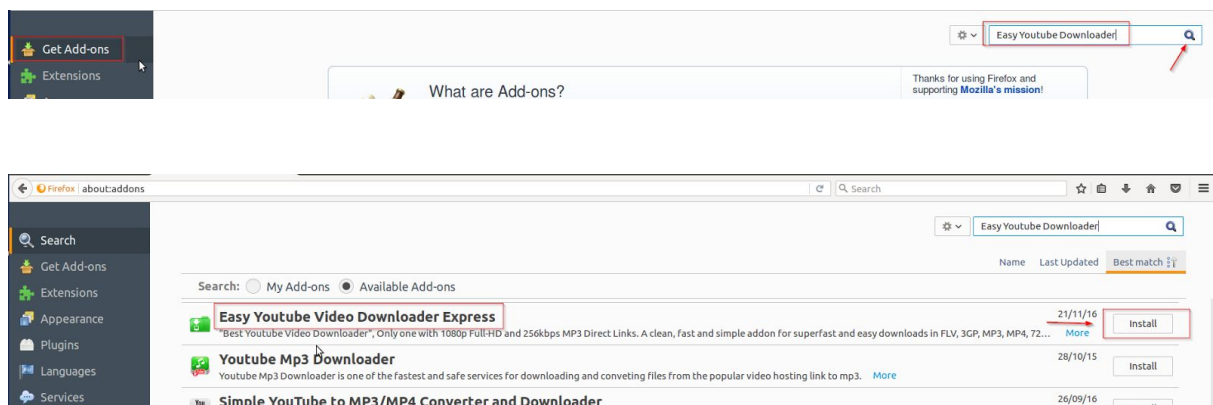 Get Add-ons
Easy Youtube Downloader
Extensions
What are Add-ons?
Thanks for using Firefox and
supporting Mozilla's mission!
Firefox about:addons
Search
Easy Youtube Downloader
Search
Get Add-ons
Name Last Updated Best match
Search: My Add-ons Available Add-ons
Extensions
Easy Youtube Video Downloader Express
21/11/16
Install
"Best Youtube Video Downloader", Only one with 1080p Full-HD and 256kbps MP3 Direct Links. A clean, fast and simple addon for superfast and easy downloads in FLV, 3GP, MP3, MP4, 72... More
Appearance
Plugins
Youtube Mp3 Downloader
28/10/15
Install
Youtube Mp3 Downloader is one of the fastest and safe services for downloading and conveting files from the popular video hosting link to mp3. More
Languages
Services
You
Simple YouTube to MP3/MP4 Converter and Downloader
26/09/16